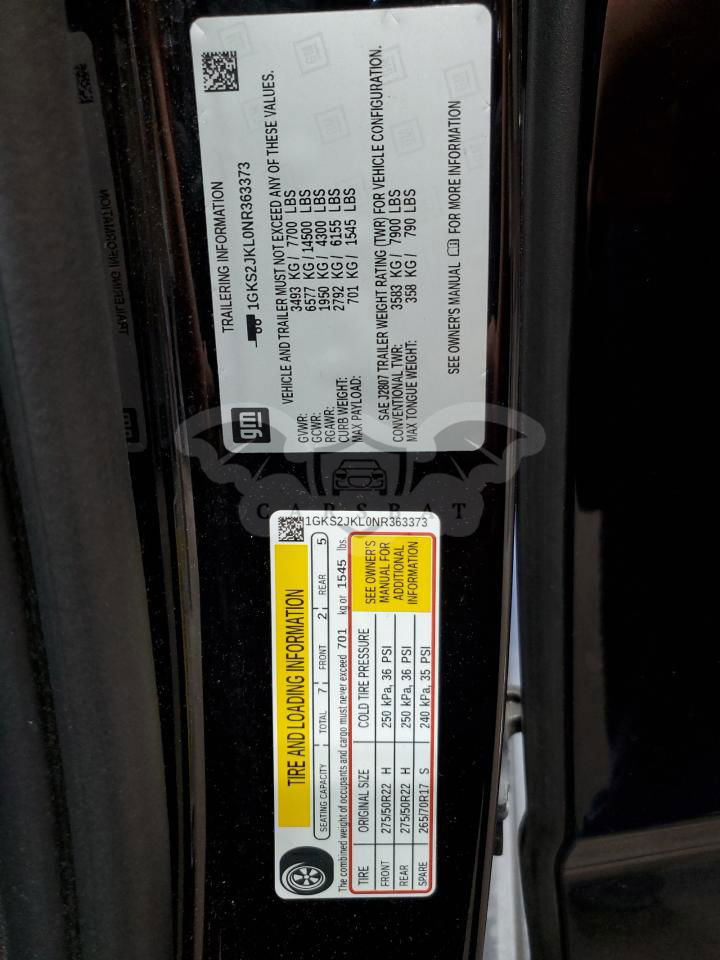 gm
TRAILERING INFORMATION
1GKS2JKL0NR363373
VEHICLE AND TRAILER MUST NOT EXCEED ANY OF THESE VALUES.
GVWR: 3493 KG / 7700 LBS
GCWR: 6577 KG / 14500 LBS
RGAWR: 1950 KG / 4300 LBS
CURB WEIGHT: 2792 KG / 6155 LBS
MAX PAYLOAD: 701 KG / 1545 LBS
SAE J2807 TRAILER WEIGHT RATING (TWR) FOR VEHICLE CONFIGURATION.
CONVENTIONAL TWR: 3583 KG / 7900 LBS
MAX TONGUE WEIGHT: 358 KG / 790 LBS
SEE OWNER'S MANUAL FOR MORE INFORMATION
CARSBAT
1GKS2JKL0NR363373
TIRE AND LOADING INFORMATION
SEATING CAPACITY TOTAL 7 FRONT 2 REAR 5
The combined weight of occupants and cargo must never exceed 701 kg or 1545 lbs.
TIRE ORIGINAL SIZE COLD TIRE PRESSURE
FRONT 275/50R22 H 250 kPa, 36 PSI
REAR 275/50R22 H 250 kPa, 36 PSI
SPARE 265/70R17 S 240 kPa, 35 PSI
SEE OWNER'S
MANUAL FOR
ADDITIONAL
INFORMATION